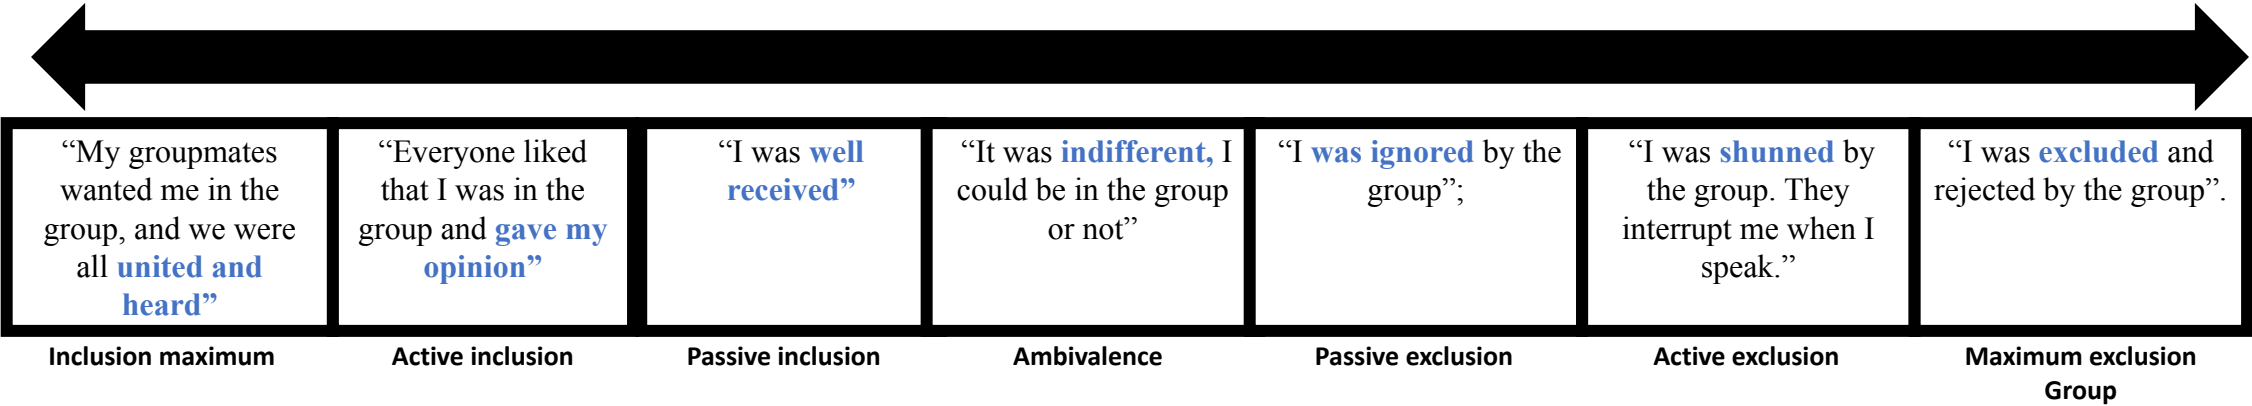 “My groupmates
wanted me in the
group, and we were
all united and
heard”
“Everyone liked
that I was in the
group and gave my
opinion”
“I was well
received”
“It was indifferent, I
could be in the group
or not”
“I was ignored by the
group”;
“I was shunned by
the group. They
interrupt me when I
speak.”
“I was excluded and
rejected by the group”.
Inclusion maximum
Active inclusion
Passive inclusion
Ambivalence
Passive exclusion
Active exclusion
Maximum exclusion
Group